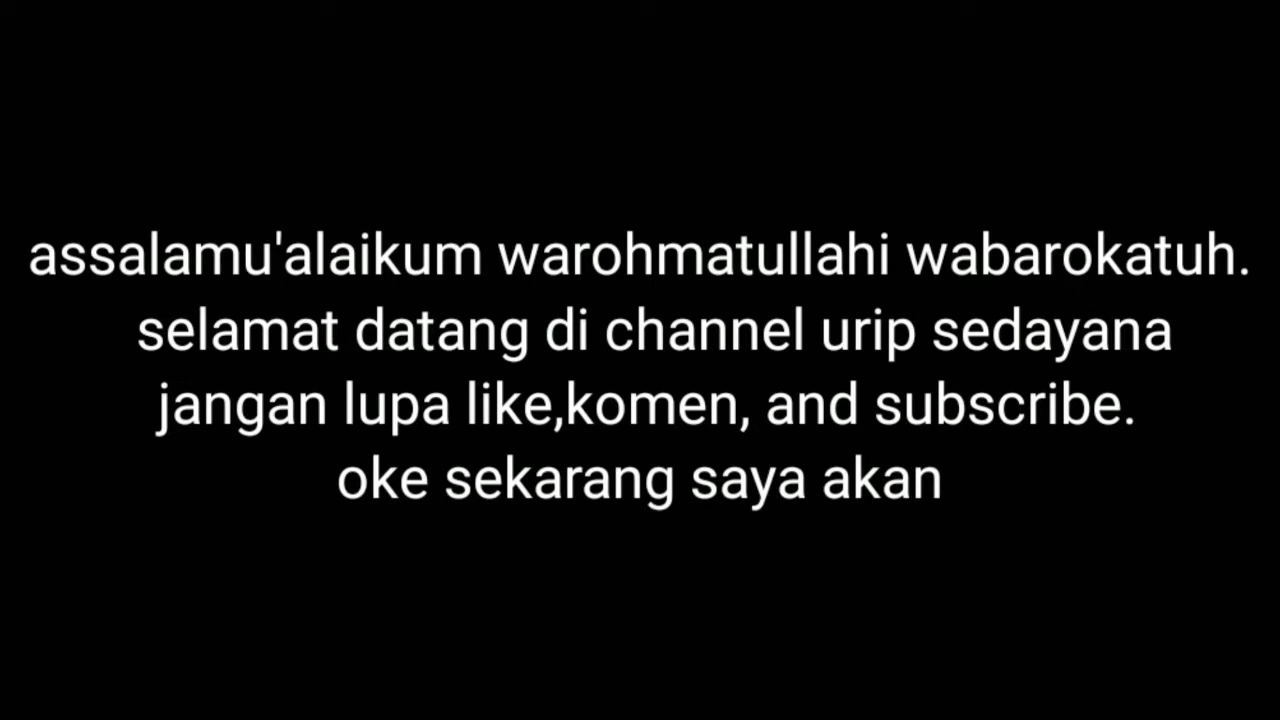 assalamu'alaikum warohmatullahi wabarokatuh.
selamat datang di channel urip sedayana
jangan lupa like,komen, and subscribe.
oke sekarang saya akan